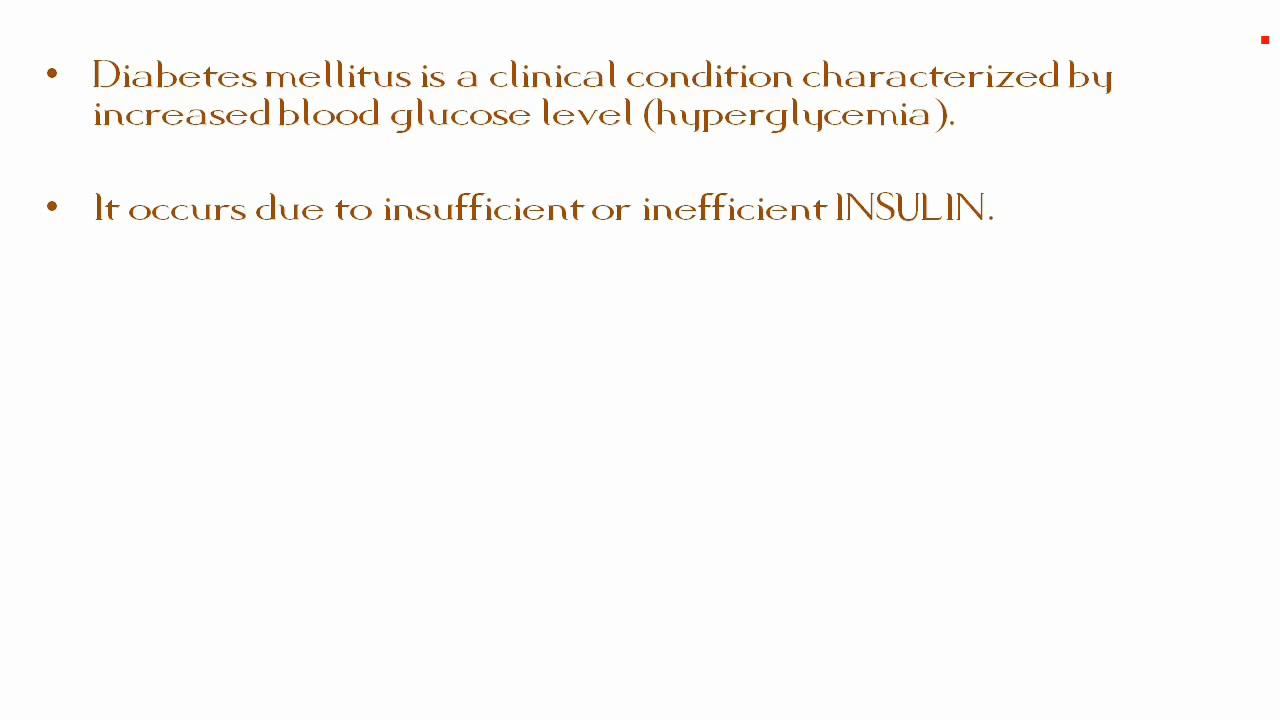 • Diabetes mellitus is a clinical condition characterized by
increased blood glucose level (hyperglycemia).
• It occurs due to insufficient or inefficient INSULIN.